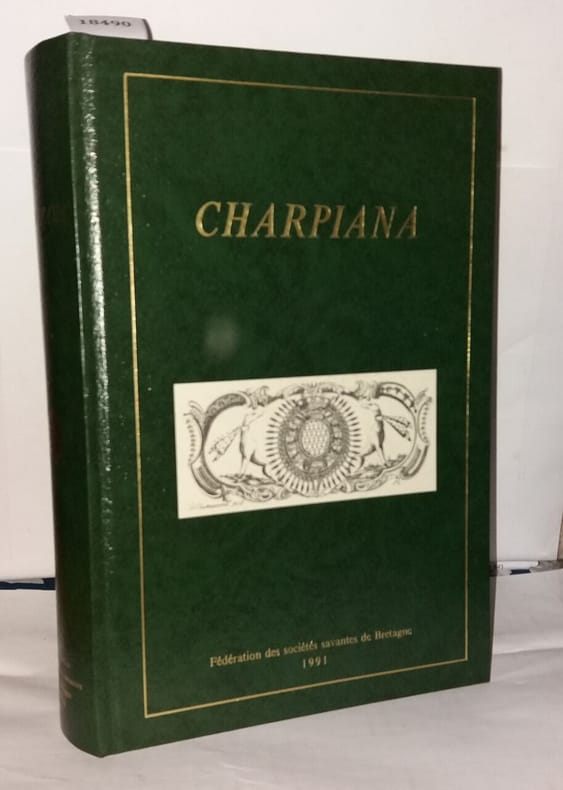 18490
CHARPIANA
Fédération des sociétés savantes de Bretagne
1991